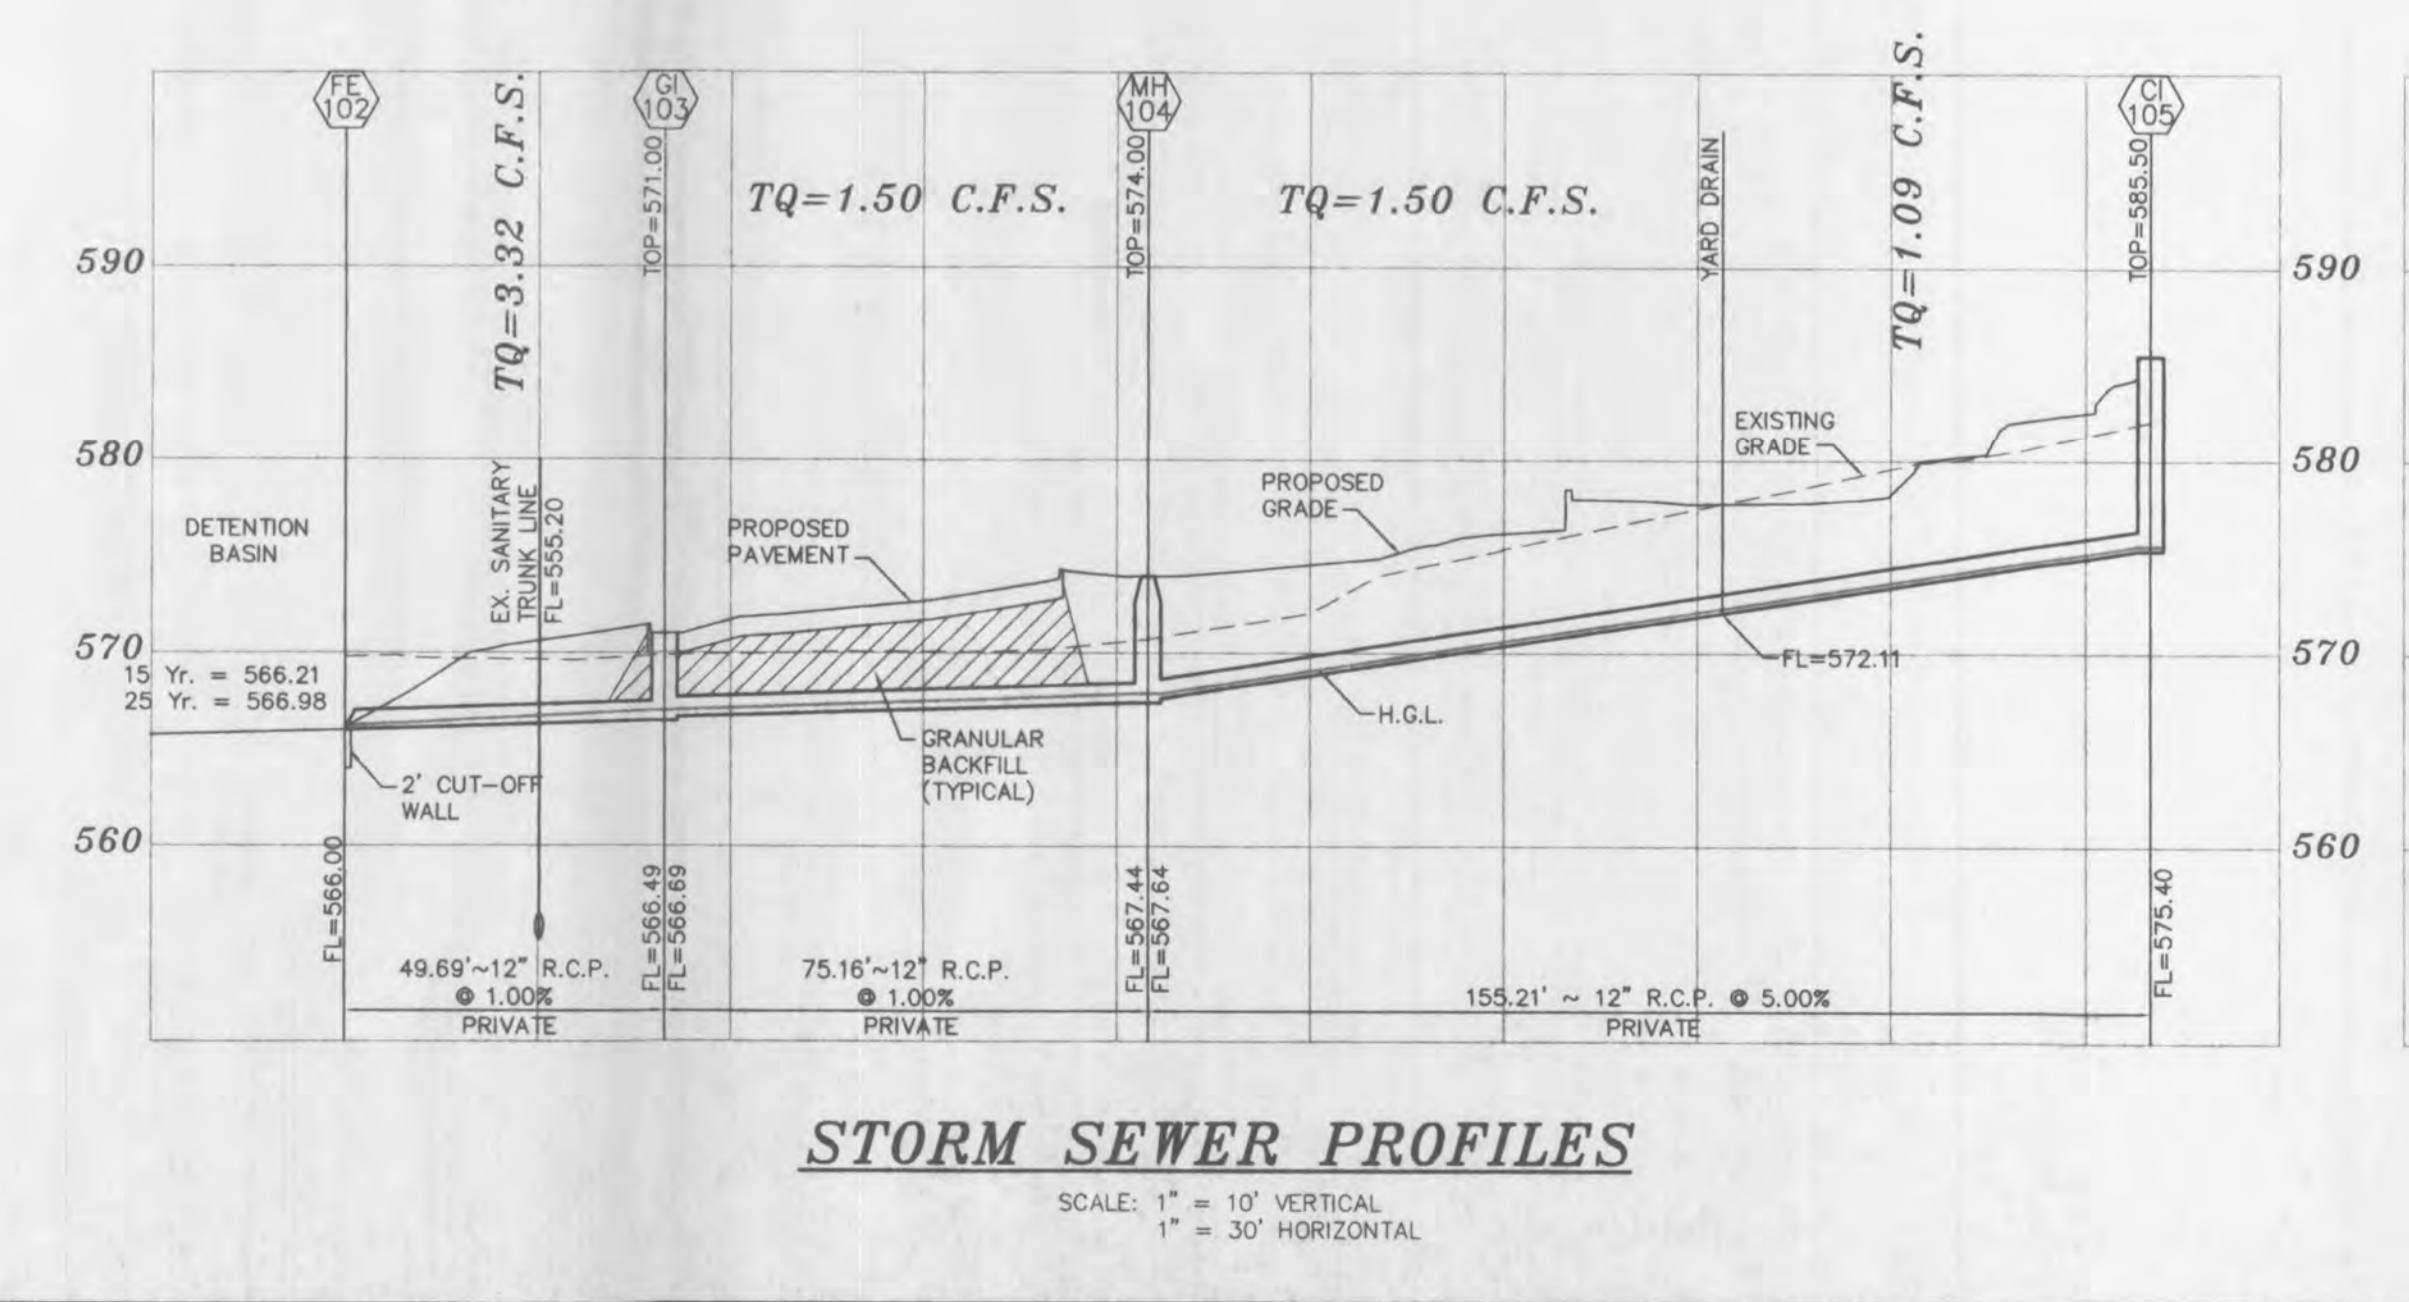 FE
102
TQ=3.32 C.F.S.
GI
103
TOP=571.00
TQ=1.50 C.F.S.
MH
104
TOP=574.00
TQ=1.50 C.F.S.
YARD DRAIN
TQ=1.09 C.F.S.
CI
105
TOP=585.50
590
590
580
580
570
570
560
560
DETENTION
BASIN
EX. SANITARY
TRUNK LINE
FL=555.20
PROPOSED
PAVEMENT
PROPOSED
GRADE
EXISTING
GRADE
15 Yr. = 566.21
25 Yr. = 566.98
FL=572.11
H.G.L.
GRANULAR
BACKFILL
(TYPICAL)
2' CUT-OFF
WALL
FL=566.00
FL=566.49
FL=566.69
FL=567.44
FL=567.64
FL=575.40
49.69'~12" R.C.P.
@ 1.00%
PRIVATE
75.16'~12" R.C.P.
@ 1.00%
PRIVATE
155.21' ~ 12" R.C.P. @ 5.00%
PRIVATE
STORM SEWER PROFILES
SCALE: 1" = 10' VERTICAL
1" = 30' HORIZONTAL